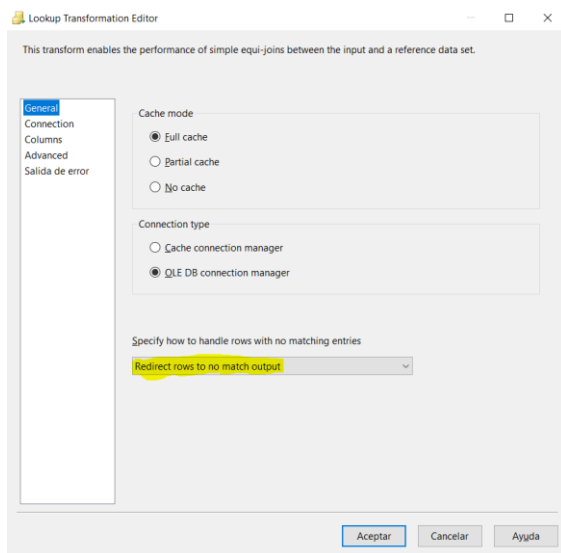 Lookup Transformation Editor
This transform enables the performance of simple equi-joins between the input and a reference data set.
General
Connection
Columns
Advanced
Salida de error
Cache mode
Full cache
Partial cache
No cache
Connection type
Cache connection manager
OLE DB connection manager
Specify how to handle rows with no matching entries
Redirect rows to no match output
Aceptar
Cancelar
Ayuda